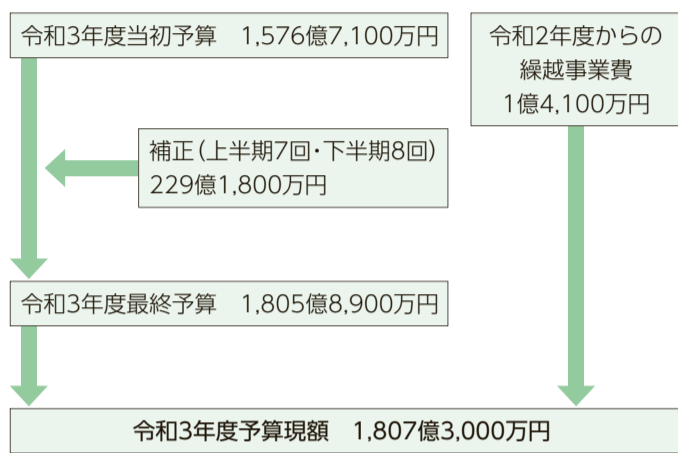 令和3年度当初予算　1,576億7,100万円
令和2年度からの
繰越事業費
1億4,100万円
補正（上半期7回・下半期8回）
229億1,800万円
令和3年度最終予算　1,805億8,900万円
令和3年度予算現額　1,807億3,000万円